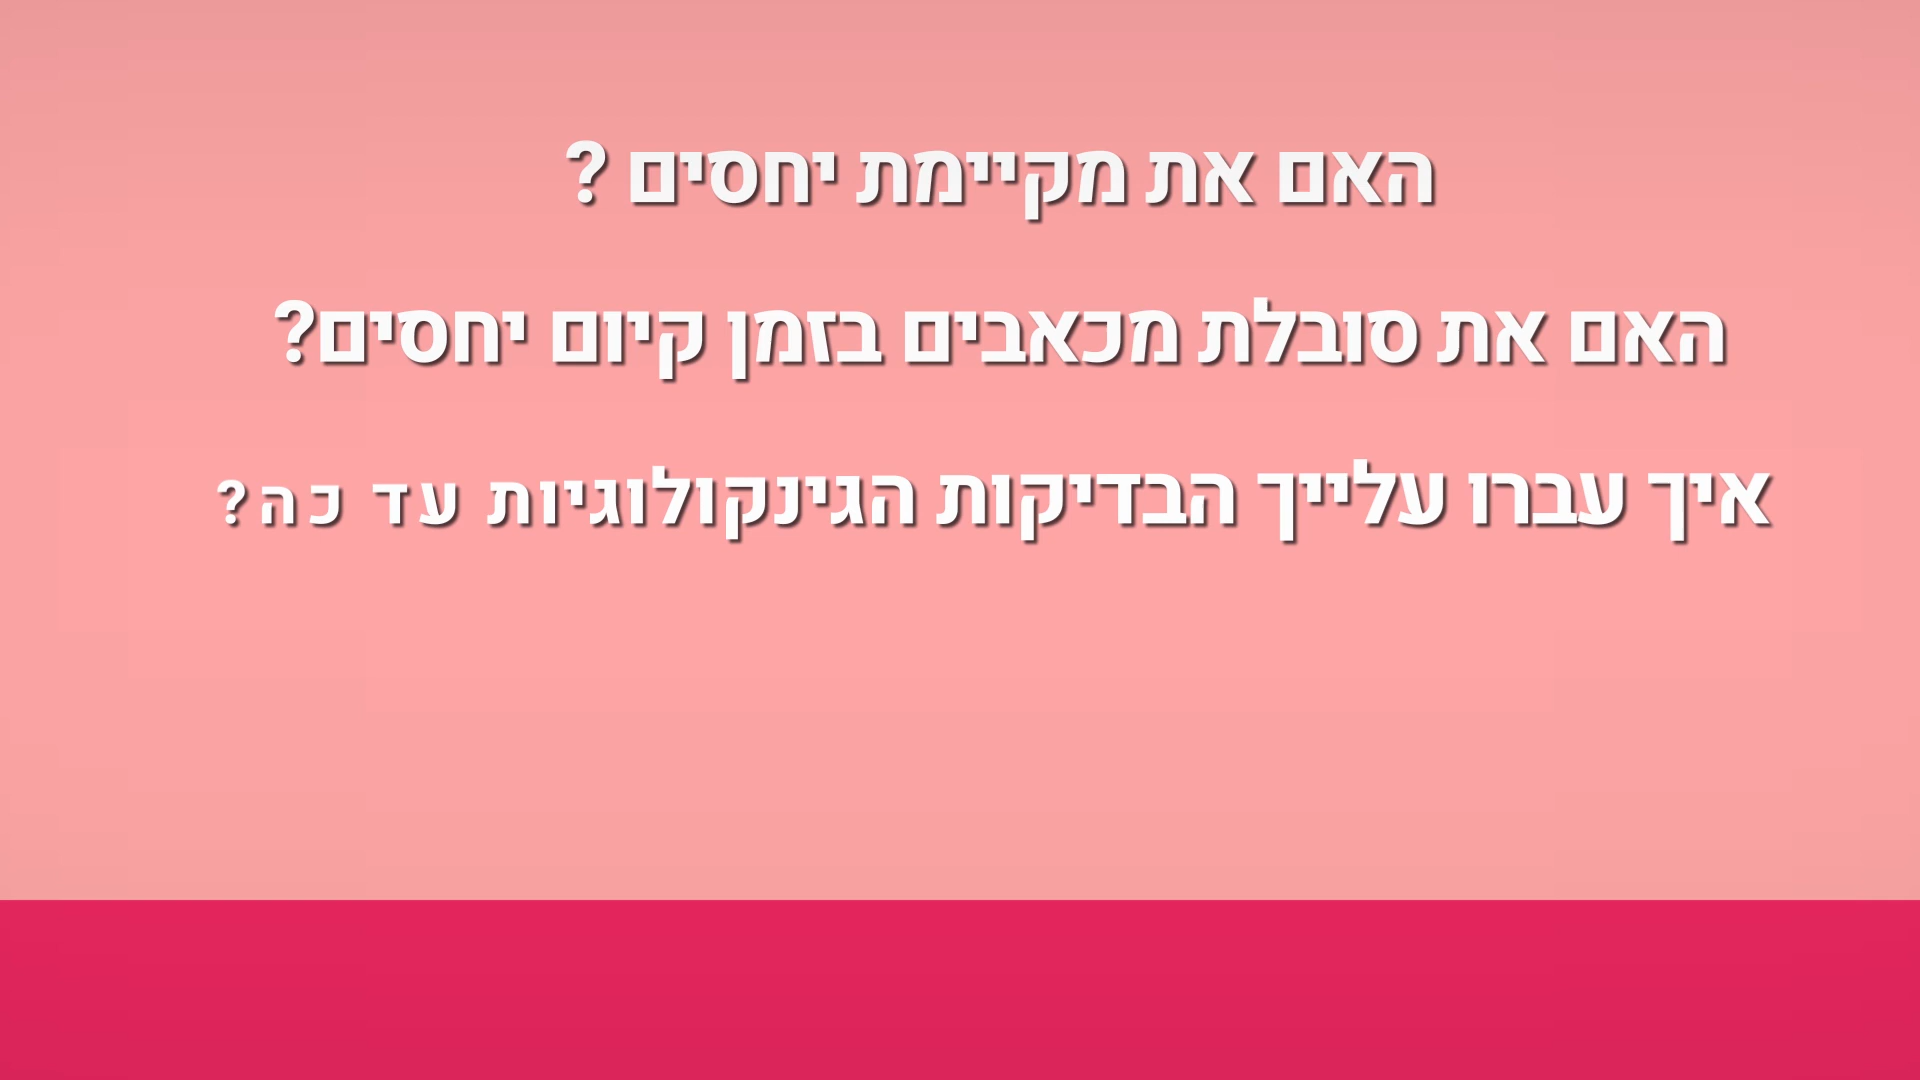 האם את מקיימת יחסים ?
האם את סובלת מכאבים בזמן קיום יחסים?
איך עברו עלייך הבדיקות הגינקולוגיות עד כה?